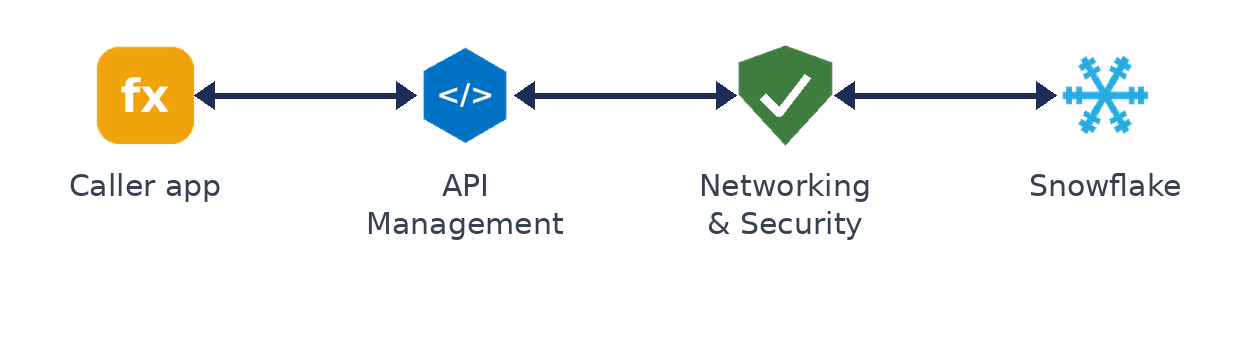 fx
</>
Caller app
API
Management
Networking
& Security
Snowflake